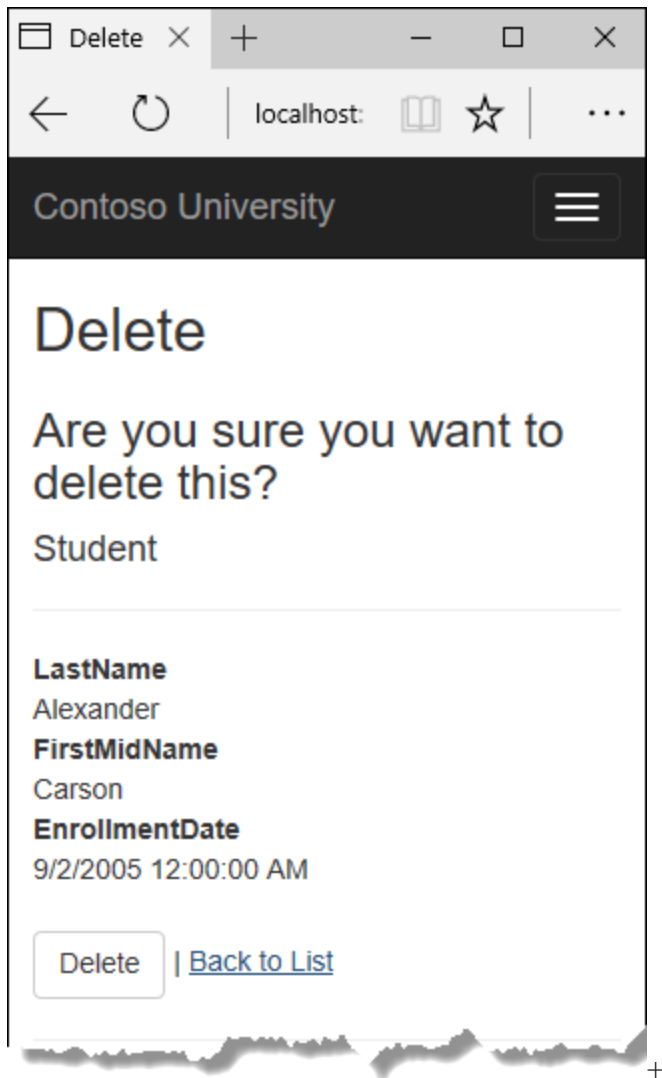 Delete
localhost:
Contoso University
Delete
Are you sure you want to
delete this?
Student
LastName
Alexander
FirstMidName
Carson
EnrollmentDate
9/2/2005 12:00:00 AM
Delete | Back to List